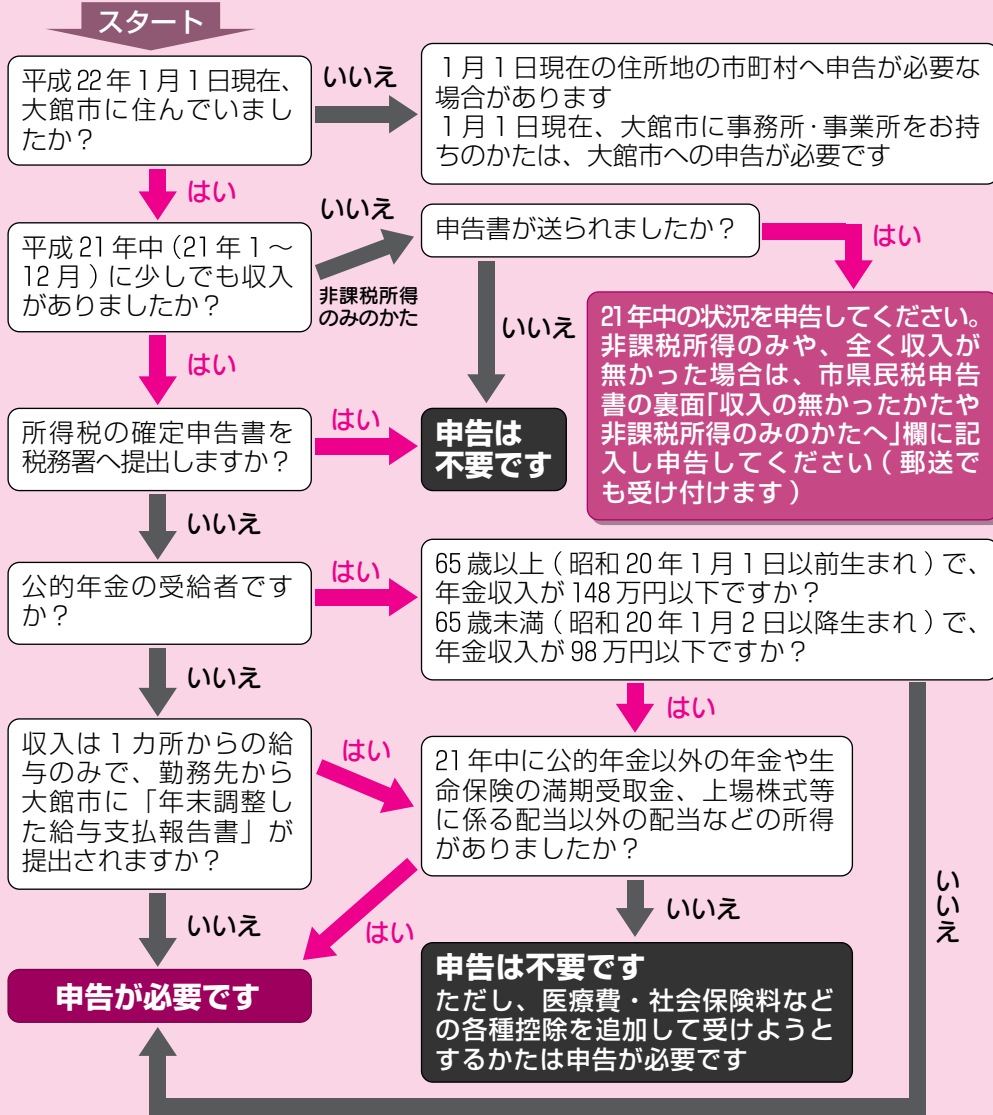 スタート
平成22年1月1日現在、
大館市に住んでいまし
たか？
いいえ
1月1日現在の住所地の市町村へ申告が必要な
場合があります
1月1日現在、大館市に事務所・事業所をお持
ちのかたは、大館市への申告が必要です
はい
平成21年中（21年1～
12月）に少しでも収入
がありましたか？
いいえ
非課税所得
のみのかた
申告書が送られましたか？
はい
いいえ
21年中の状況を申告してください。
非課税所得のみや、全く収入が
無かった場合は、市県民税申告
書の裏面「収入の無かったかたや
非課税所得のみのかたへ」欄に記
入し申告してください（郵送で
も受け付けます）
はい
所得税の確定申告書を
税務署へ提出しますか？
はい
申告は
不要です
いいえ
公的年金の受給者です
か？
はい
65歳以上（昭和20年1月1日以前生まれ）で、
年金収入が148万円以下ですか？
65歳未満（昭和20年1月2日以降生まれ）で、
年金収入が98万円以下ですか？
いいえ
はい
収入は1カ所からの給
与のみで、勤務先から
大館市に「年末調整し
た給与支払報告書」が
提出されますか？
はい
21年中に公的年金以外の年金や生
命保険の満期受取金、上場株式等
に係る配当以外の配当などの所得
がありましたか？
いいえ
いいえ
はい
いいえ
申告が必要です
申告は不要です
ただし、医療費・社会保険料など
の各種控除を追加して受けようと
するかたは申告が必要です